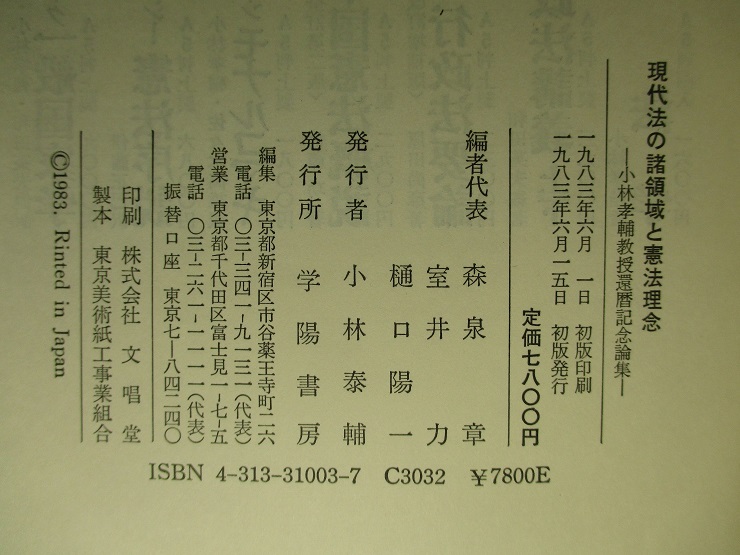 現代法の諸領域と憲法理念
―小林孝輔教授還暦記念論集―
一九八三年六月 一日 初版印刷
一九八三年六月一五日 初版発行
定価七八〇〇円
編者代表 森泉 章
室井 力
樋口陽一
発行者 小林泰輔
発行所 学陽書房
編集 東京都新宿区市谷薬王寺町二六
電話 〇三―三四一―九一三一(代表)
営業 東京都千代田区富士見一―七―五
電話 〇三―二六一―一一一一(代表)
振替口座 東京七―八四二四〇
印刷 株式会社 文唱堂
製本 東京美術紙工事業組合
©1983. Rinted in Japan
ISBN 4-313-31003-7 C3032 ¥7800E